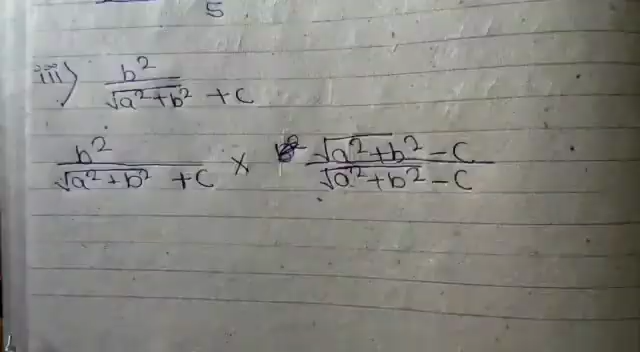 5
iii) b²/√a²+b² + c
b²/√a²+b² + c × √a²+b² - c/√a²+b² - c